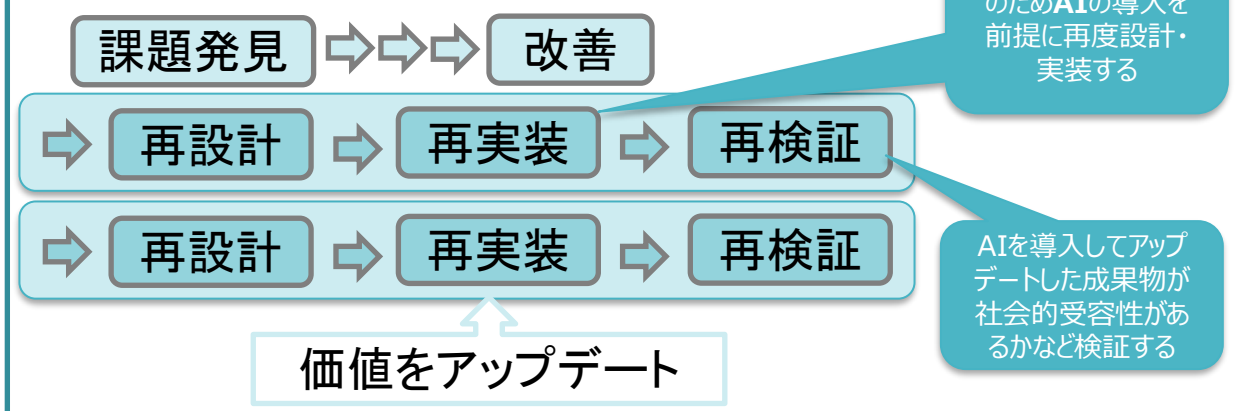 のためAIの導入を
前提に再度設計・
実装する
課題発見
改善
再設計
再実装
再検証
再設計
再実装
再検証
AIを導入してアップ
デートした成果物が
社会的受容性があ
るかなど検証する
価値をアップデート